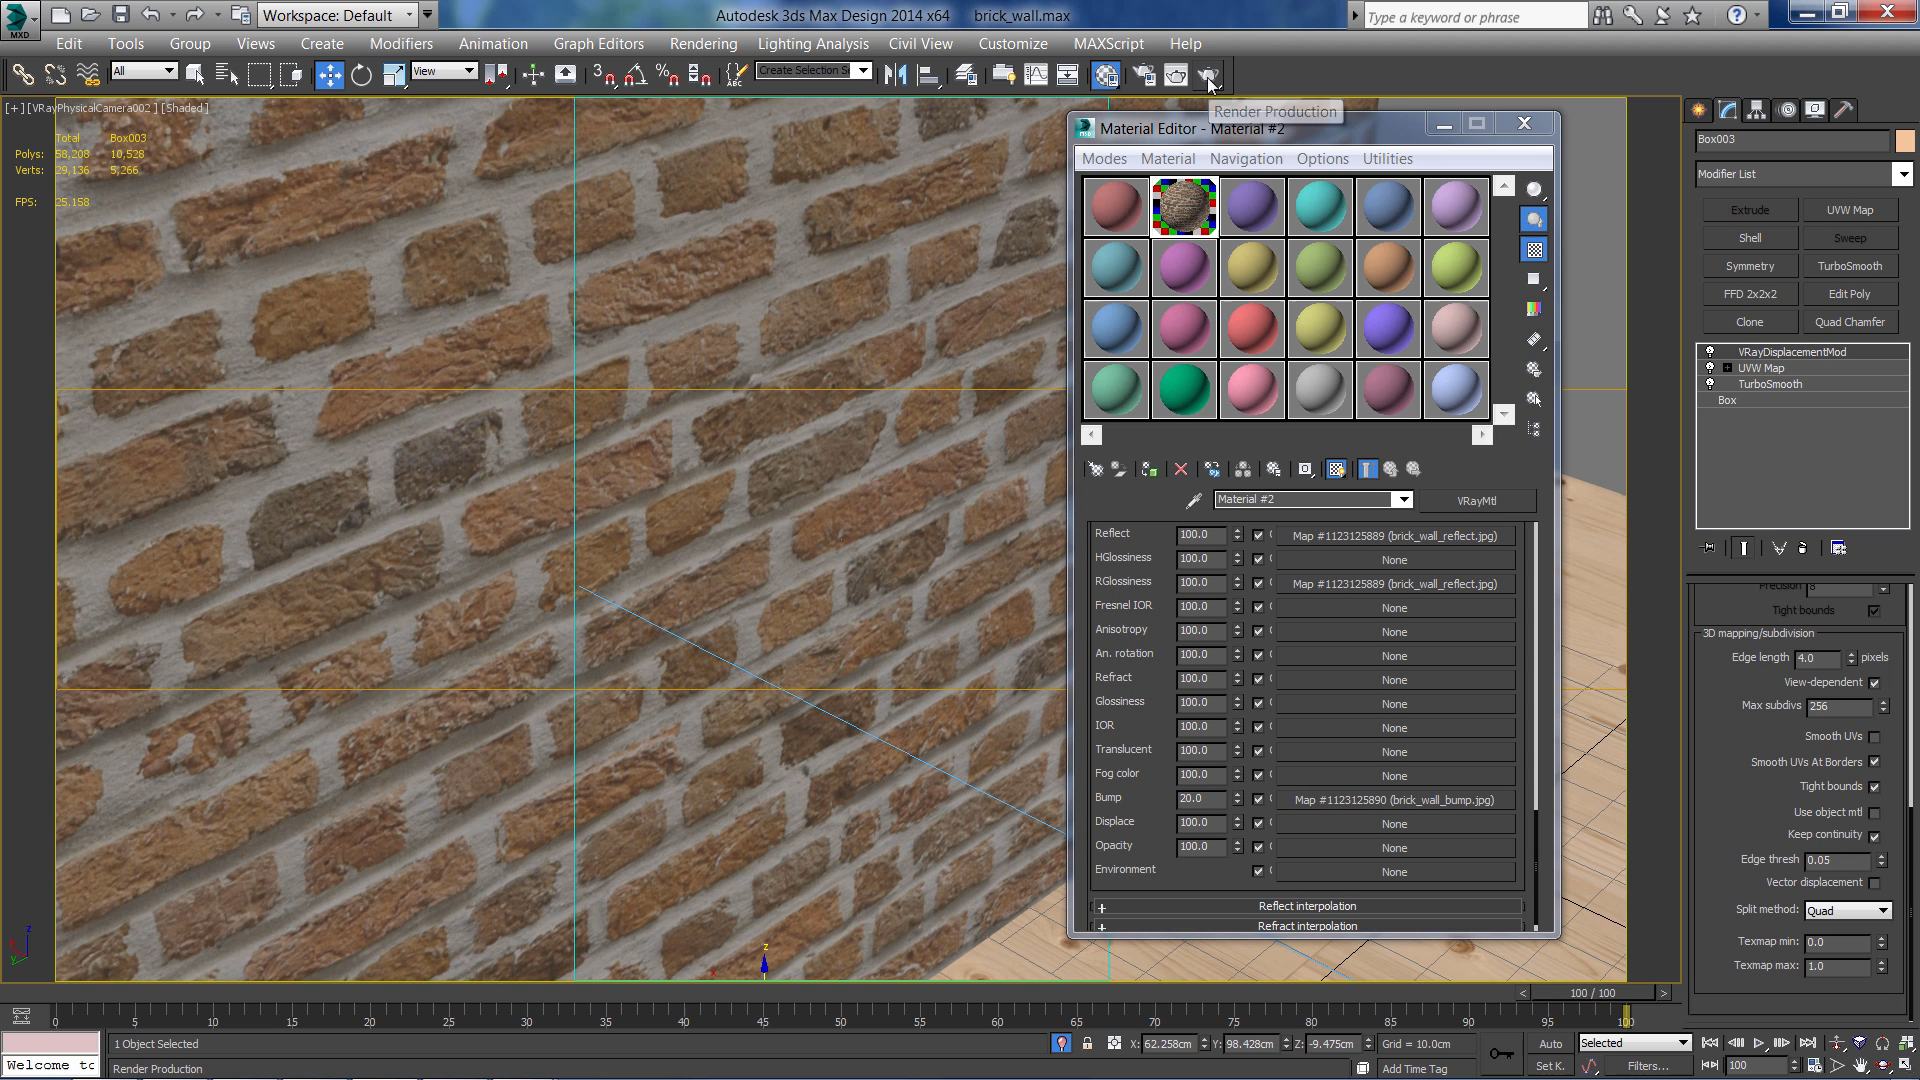 Workspace: Default
Autodesk 3ds Max Design 2014 x64 brick_wall.max
Type a keyword or phrase
MXD
Edit Tools Group Views Create Modifiers Animation Graph Editors Rendering Lighting Analysis Civil View Customize MAXScript Help
All View Create Selection S
[+] [VRayPhysicalCamera002 ] [Shaded ]
Total Box003
Polys: 58,208 10,528
Verts: 29,136 5,266
FPS: 25.158
Render Production
Material Editor - Material #2
Modes Material Navigation Options Utilities
Material #2 VRayMtl
Reflect 100.0 Map #1123125889 (brick_wall_reflect.jpg)
HGlossiness 100.0 None
RGlossiness 100.0 Map #1123125889 (brick_wall_reflect.jpg)
Fresnel IOR 100.0 None
Anisotropy 100.0 None
An. rotation 100.0 None
Refract 100.0 None
Glossiness 100.0 None
IOR 100.0 None
Translucent 100.0 None
Fog color 100.0 None
Bump 20.0 Map #1123125890 (brick_wall_bump.jpg)
Displace 100.0 None
Opacity 100.0 None
Environment None
+ Reflect interpolation
+ Refract interpolation
Box003
Modifier List
Extrude UVW Map
Shell Sweep
Symmetry TurboSmooth
FFD 2x2x2 Edit Poly
Clone Quad Chamfer
VRayDisplacementMod
UVW Map
TurboSmooth
Box
Precision 8
Tight bounds
3D mapping/subdivision
Edge length 4.0 pixels
View-dependent
Max subdivs 256
Smooth UVs
Smooth UVs At Borders
Tight bounds
Use object mtl
Keep continuity
Edge thresh 0.05
Vector displacement
Split method: Quad
Texmap min: 0.0
Texmap max: 1.0
z
x
z
y
< 100 / 100 >
0 5 10 15 20 25 30 35 40 45 50 55 60 65 70 75 80 85 90 95 100
1 Object Selected
X: 62.258cm Y: 98.428cm Z: -9.475cm Grid = 10.0cm Auto Selected
Welcome tc Render Production Add Time Tag Set K. Filters... 100